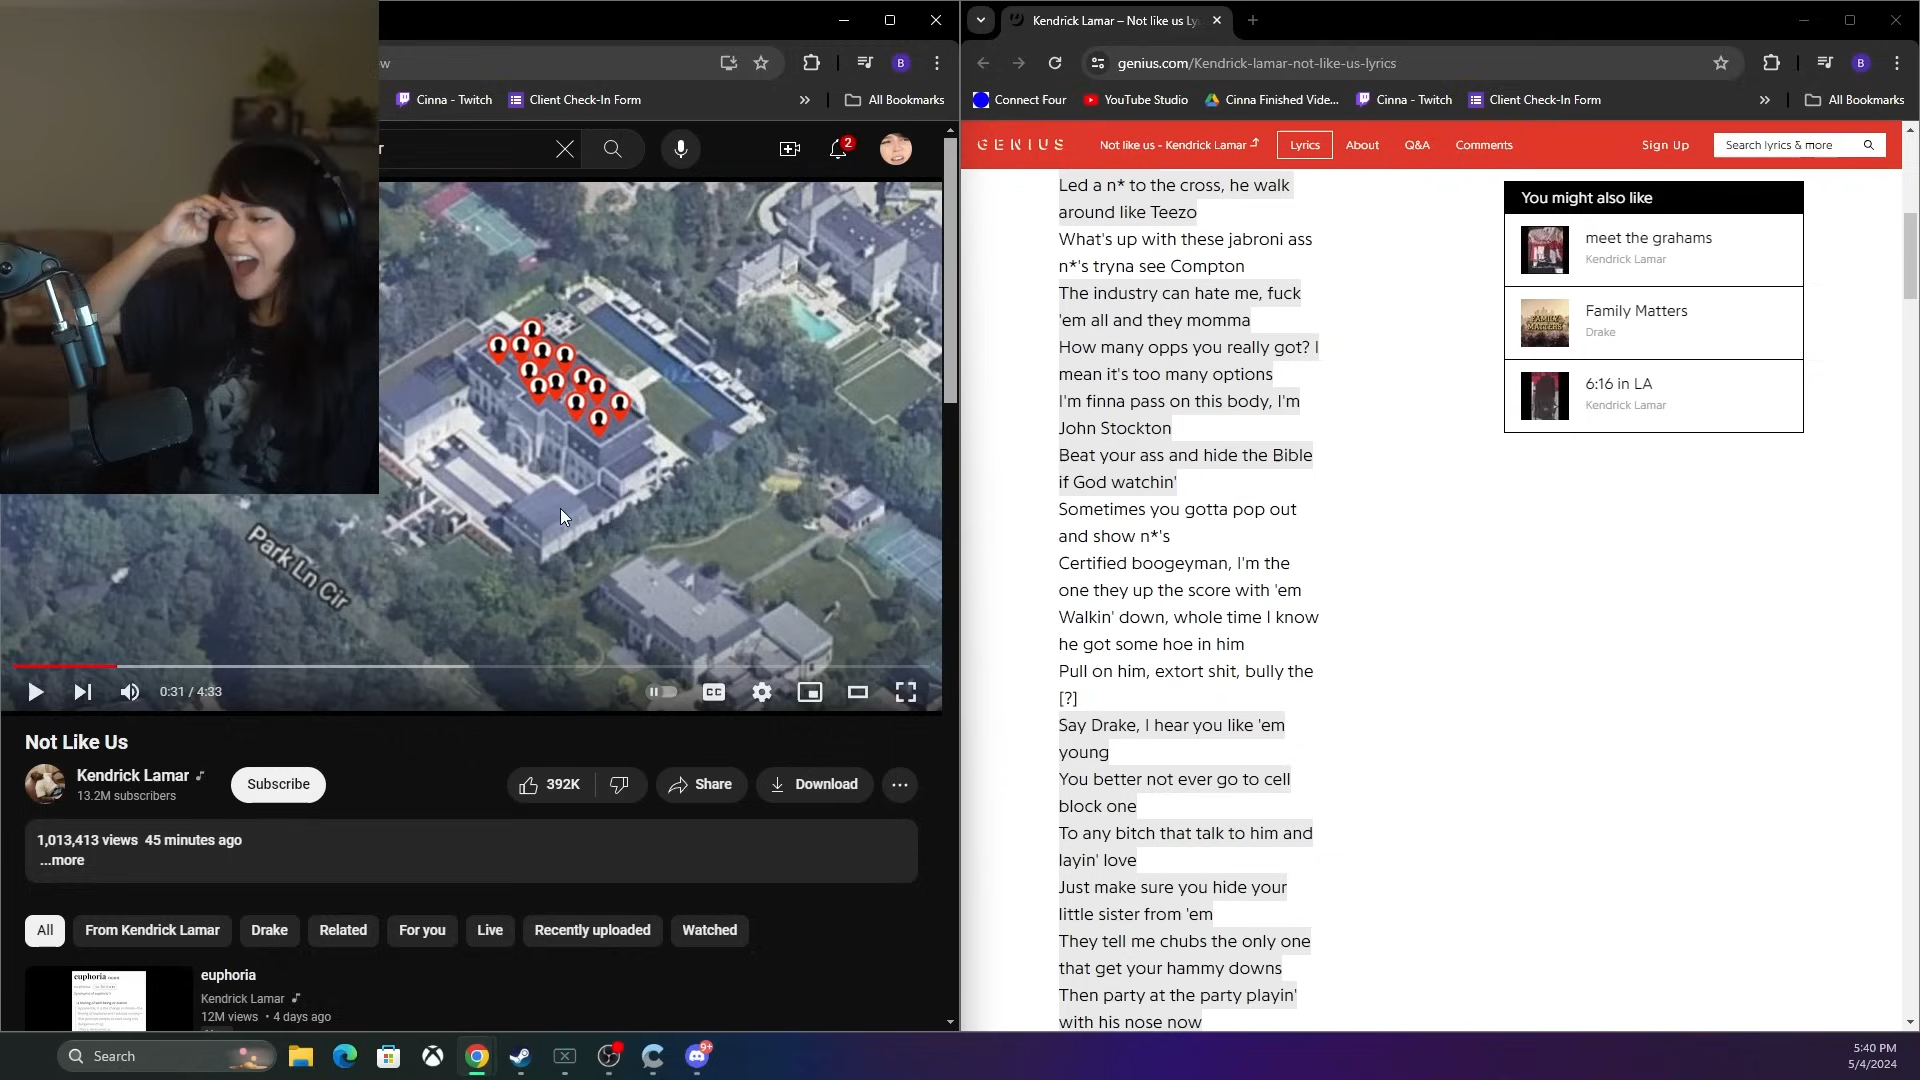 w
Cinna - Twitch
Client Check-In Form
»
All Bookmarks
B
r
2
Park Ln Cir
0:31 / 4:33
CC
Not Like Us
Kendrick Lamar
13.2M subscribers
Subscribe
392K
Share
Download
1,013,413 views 45 minutes ago
...more
All
From Kendrick Lamar
Drake
Related
For you
Live
Recently uploaded
Watched
euphoria
euphoria noun
Kendrick Lamar
12M views • 4 days ago
Kendrick Lamar – Not like us Ly
genius.com/Kendrick-lamar-not-like-us-lyrics
B
Connect Four
YouTube Studio
Cinna Finished Vide...
Cinna - Twitch
Client Check-In Form
»
All Bookmarks
GENIUS
Not like us - Kendrick Lamar
Lyrics
About
Q&A
Comments
Sign Up
Search lyrics & more
Led a n* to the cross, he walk
around like Teezo
What's up with these jabroni ass
n*'s tryna see Compton
The industry can hate me, fuck
'em all and they momma
How many opps you really got? I
mean it's too many options
I'm finna pass on this body, I'm
John Stockton
Beat your ass and hide the Bible
if God watchin'
Sometimes you gotta pop out
and show n*'s
Certified boogeyman, I'm the
one they up the score with 'em
Walkin' down, whole time I know
he got some hoe in him
Pull on him, extort shit, bully the
[?]
Say Drake, I hear you like 'em
young
You better not ever go to cell
block one
To any bitch that talk to him and
layin' love
Just make sure you hide your
little sister from 'em
They tell me chubs the only one
that get your hammy downs
Then party at the party playin'
with his nose now
You might also like
meet the grahams
Kendrick Lamar
FAMILY MATTERS
Family Matters
Drake
6:16 in LA
Kendrick Lamar
Search
9+
5:40 PM
5/4/2024